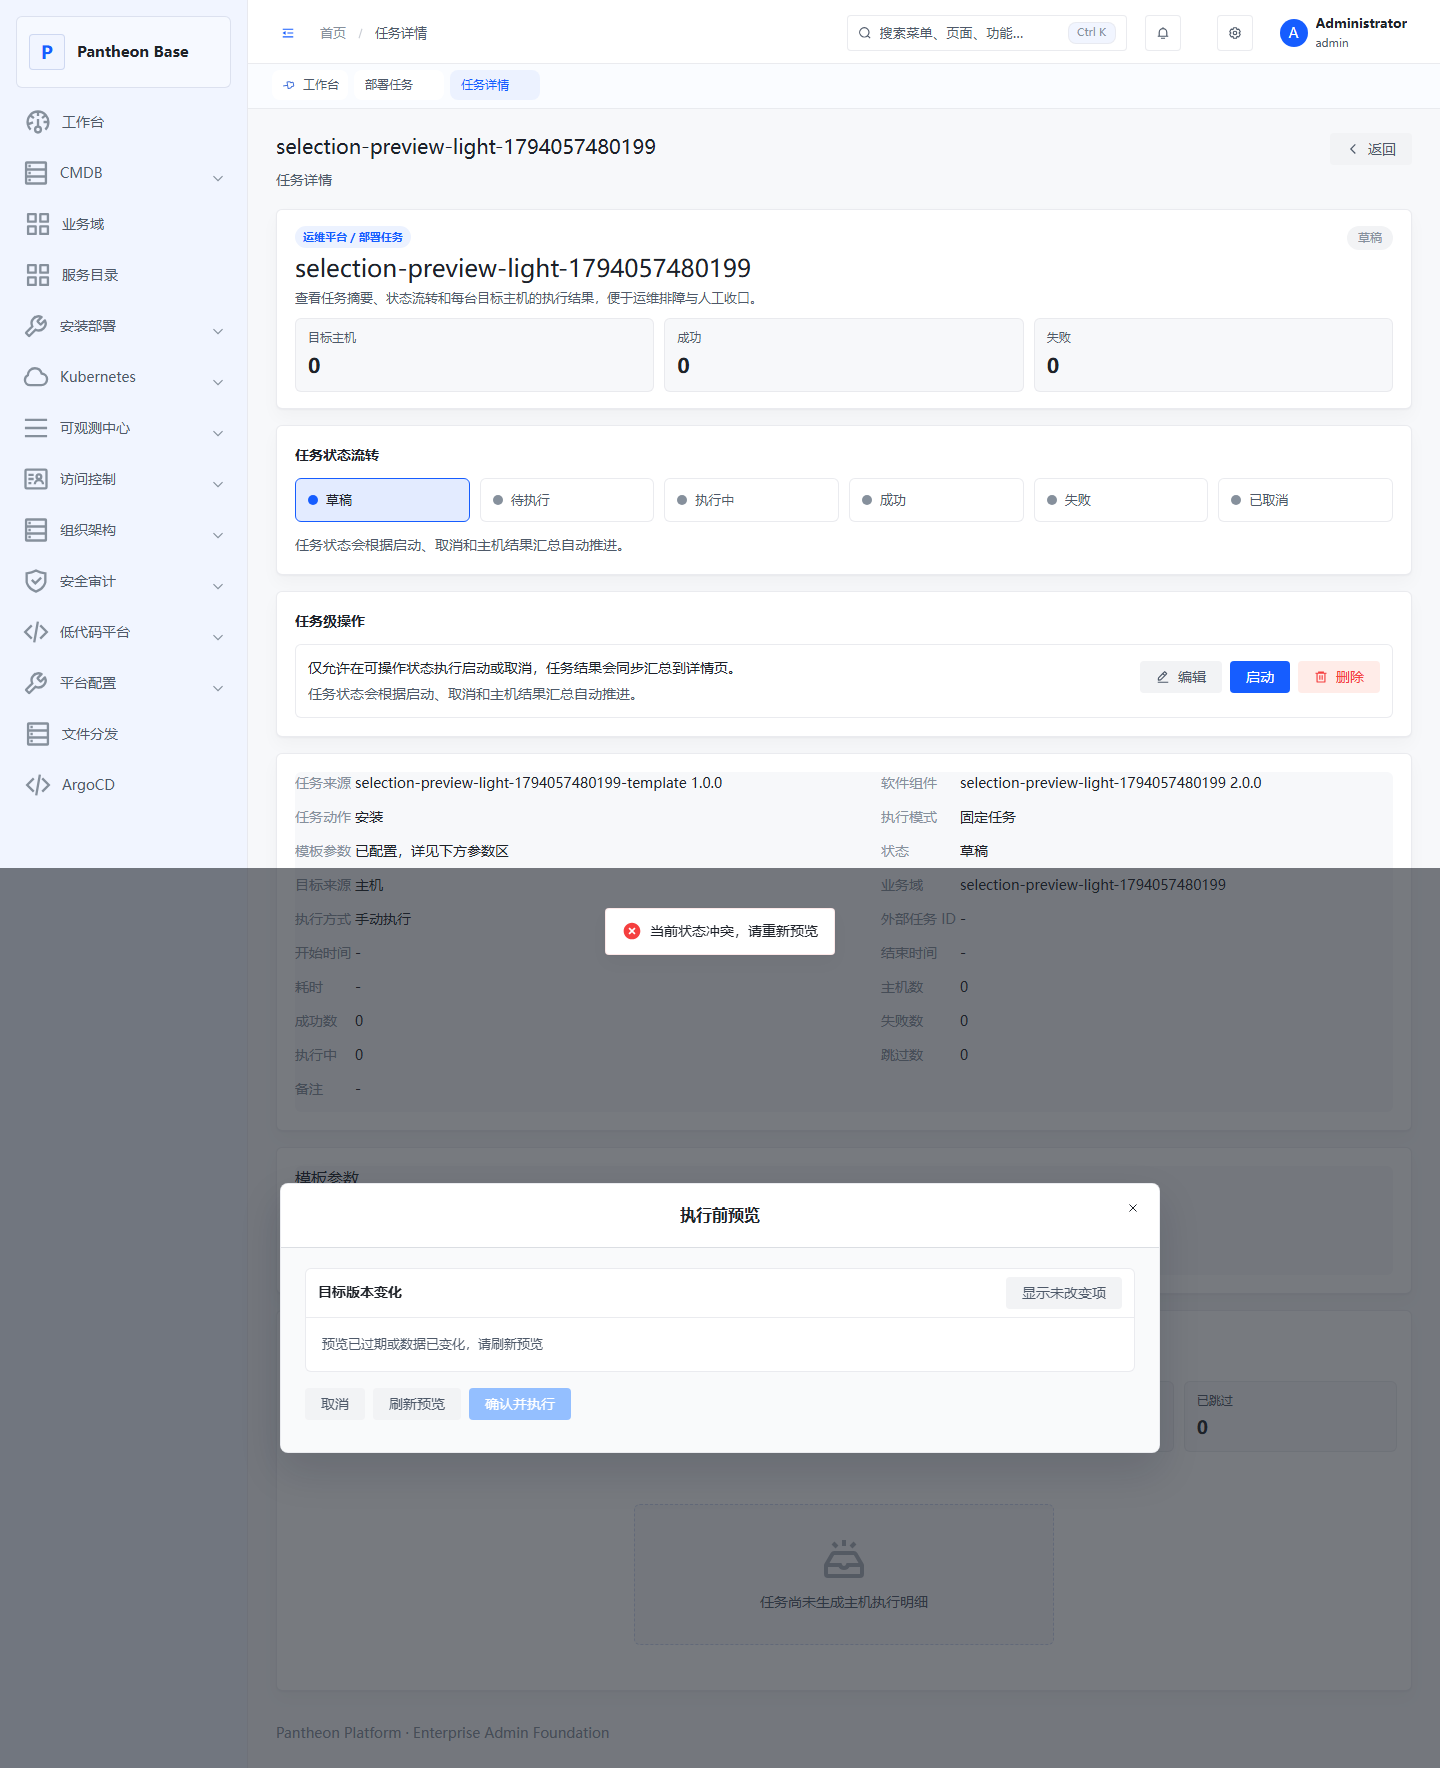 P Pantheon Base
工作台
CMDB
业务域
服务目录
安装部署
Kubernetes
可观测中心
访问控制
组织架构
安全审计
低代码平台
平台配置
文件分发
ArgoCD
首页 / 任务详情
搜索菜单、页面、功能... Ctrl K
A Administrator
admin
工作台 部署任务 任务详情
selection-preview-light-1794057480199
返回
任务详情
运维平台 / 部署任务
草稿
selection-preview-light-1794057480199
查看任务摘要、状态流转和每台目标主机的执行结果，便于运维排障与人工收口。
目标主机
0
成功
0
失败
0
任务状态流转
草稿 待执行 执行中 成功 失败 已取消
任务状态会根据启动、取消和主机结果汇总自动推进。
任务级操作
仅允许在可操作状态执行启动或取消，任务结果会同步汇总到详情页。
任务状态会根据启动、取消和主机结果汇总自动推进。
编辑 启动 删除
任务来源 selection-preview-light-1794057480199-template 1.0.0 软件组件 selection-preview-light-1794057480199 2.0.0
任务动作 安装 执行模式 固定任务
模板参数 已配置，详见下方参数区 状态 草稿
目标来源 主机 业务域 selection-preview-light-1794057480199
执行方式 手动执行 外部任务 ID -
当前状态冲突，请重新预览
开始时间 - 结束时间 -
耗时 - 主机数 0
成功数 0 失败数 0
执行中 0 跳过数 0
备注 -
模板参数
执行前预览
目标版本变化 显示未改变项
预览已过期或数据已变化，请刷新预览
取消 刷新预览 确认并执行
已跳过
0
任务尚未生成主机执行明细
Pantheon Platform · Enterprise Admin Foundation